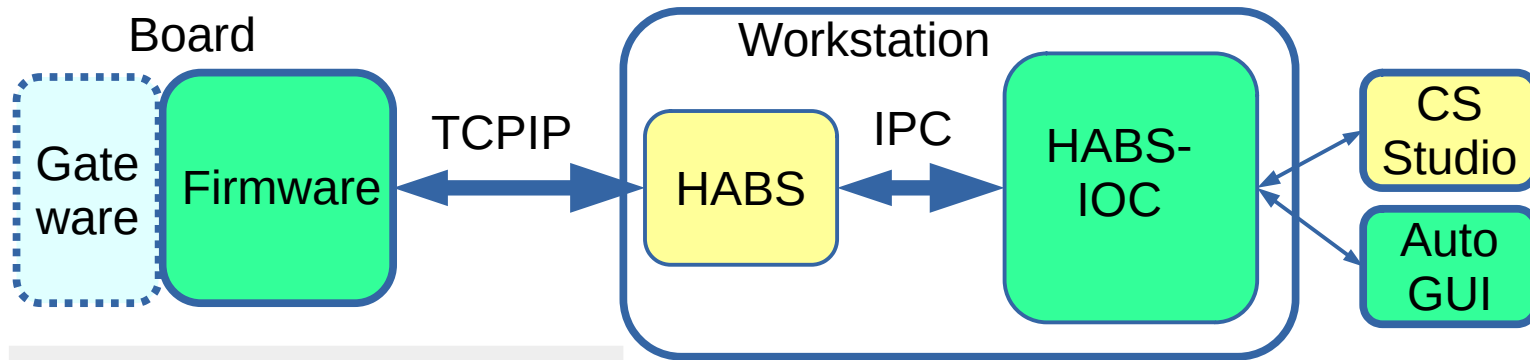 Board
Gate
ware
Firmware
TCPIP
Workstation
HABS
IPC
HABS-
IOC
CS
Studio
Auto
GUI